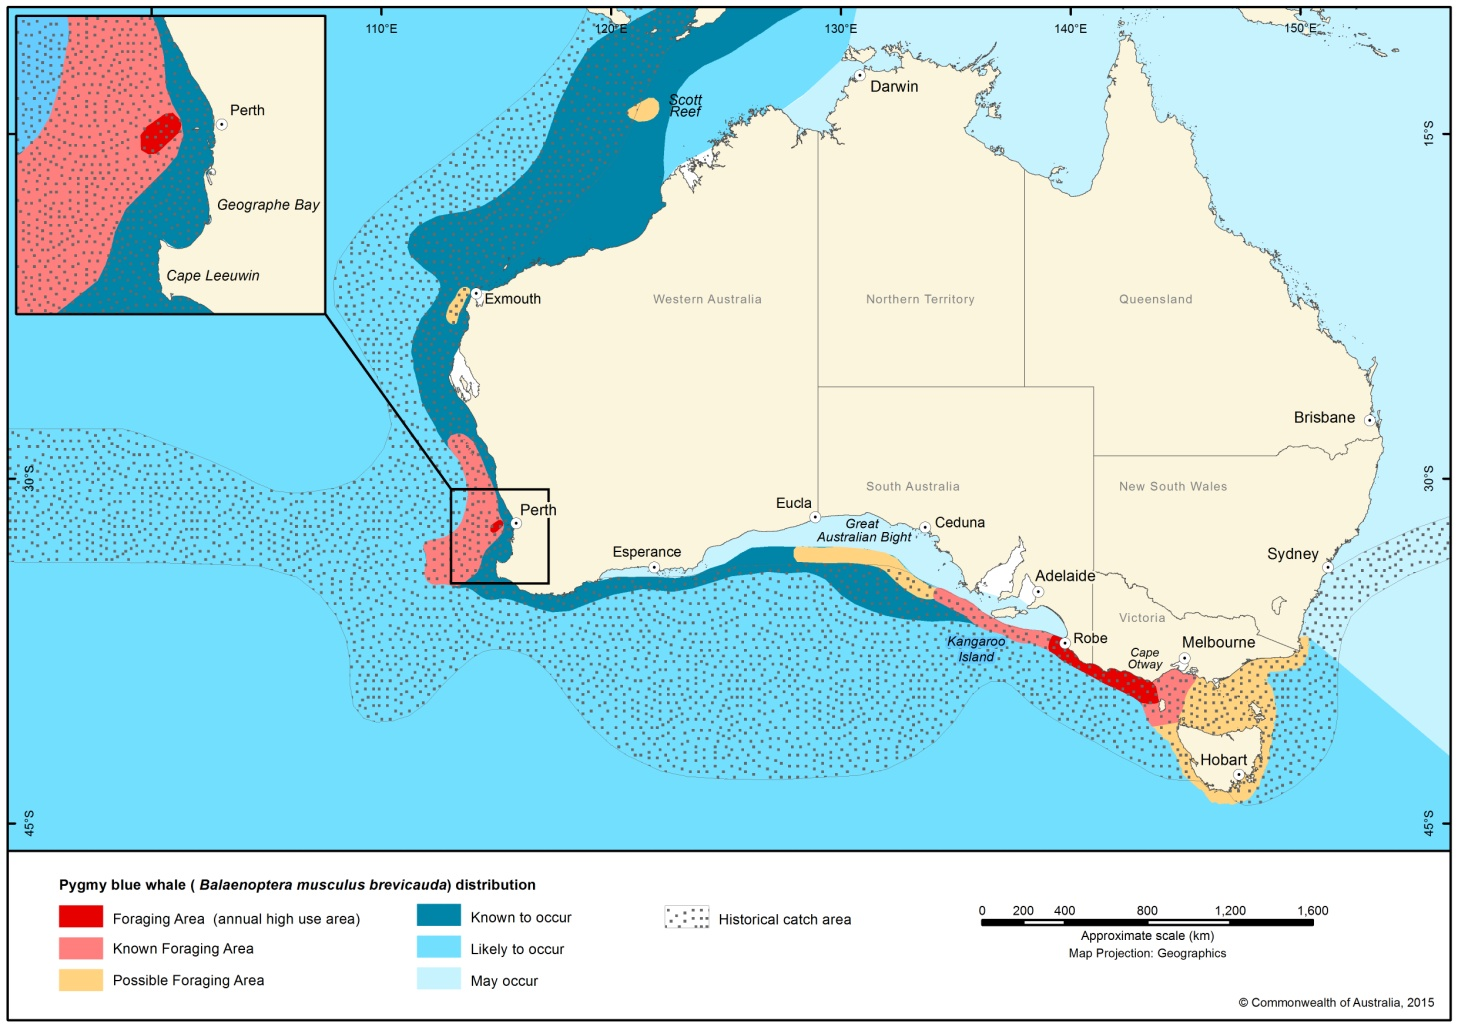 110°E
120°E
130°E
140°E
150°E
Perth
Geographe Bay
Cape Leeuwin
Scott
Reef
Darwin
15°S
15°S
Exmouth
Western Australia
Northern Territory
Queensland
Brisbane
30°S
30°S
South Australia
New South Wales
Perth
Eucla
Great
Australian Bight
Ceduna
Esperance
Sydney
Adelaide
Victoria
Kangaroo
Island
Robe
Melbourne
Cape
Otway
Hobart
45°S
45°S
Pygmy blue whale ( Balaenoptera musculus brevicauda) distribution
Foraging Area (annual high use area)
Known Foraging Area
Possible Foraging Area
Known to occur
Likely to occur
May occur
Historical catch area
0 200 400 800 1,200 1,600
Approximate scale (km)
Map Projection: Geographics
© Commonwealth of Australia, 2015